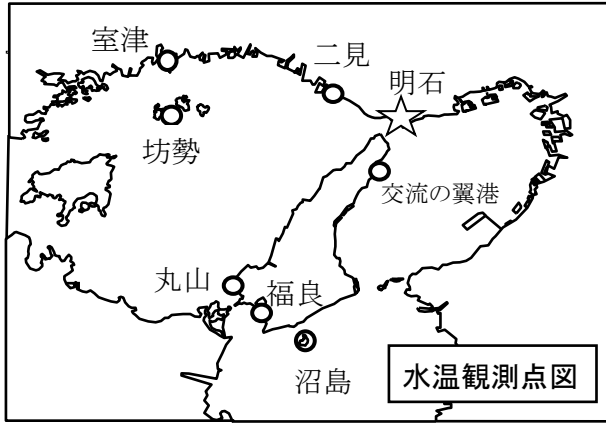 室津
二見
明石
坊勢
交流の翼港
丸山
福良
沼島
水温観測点図